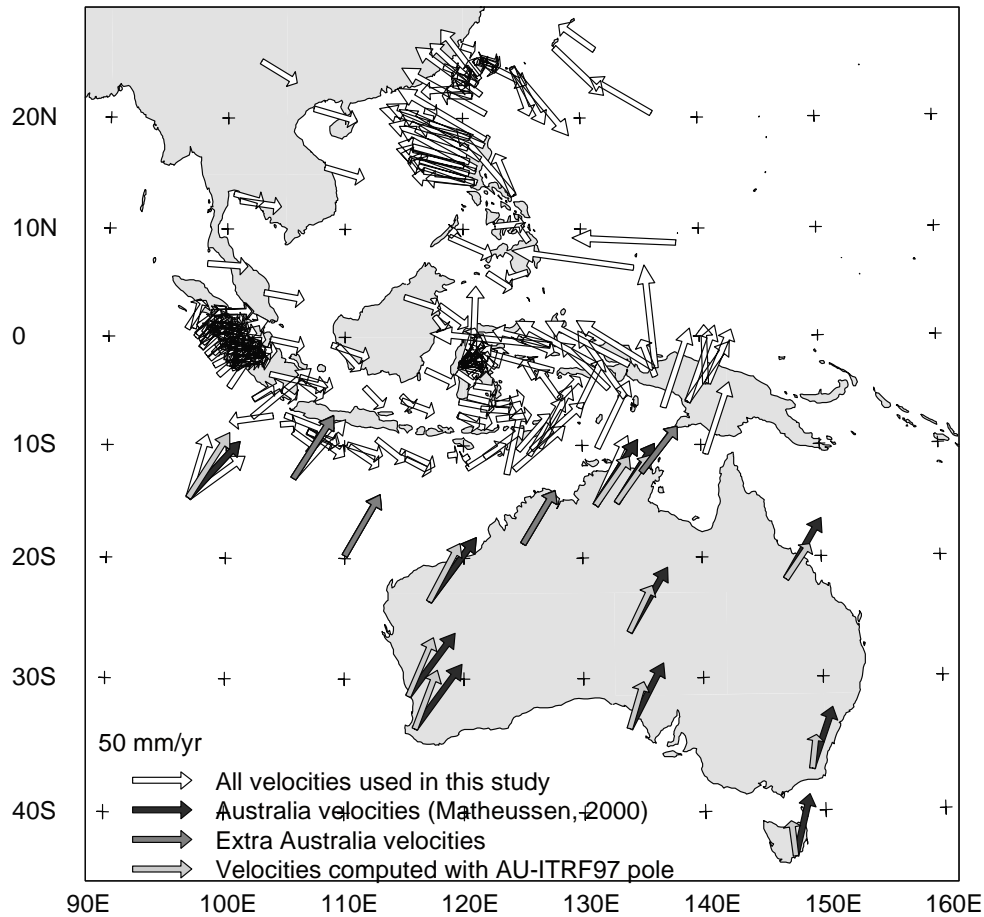 20N
10N
0
10S
20S
30S
50 mm/yr
All velocities used in this study
40S
Australia velocities (Matheussen, 2000)
Extra Australia velocities
Velocities computed with AU-ITRF97 pole
90E 100E 110E 120E 130E 140E 150E 160E